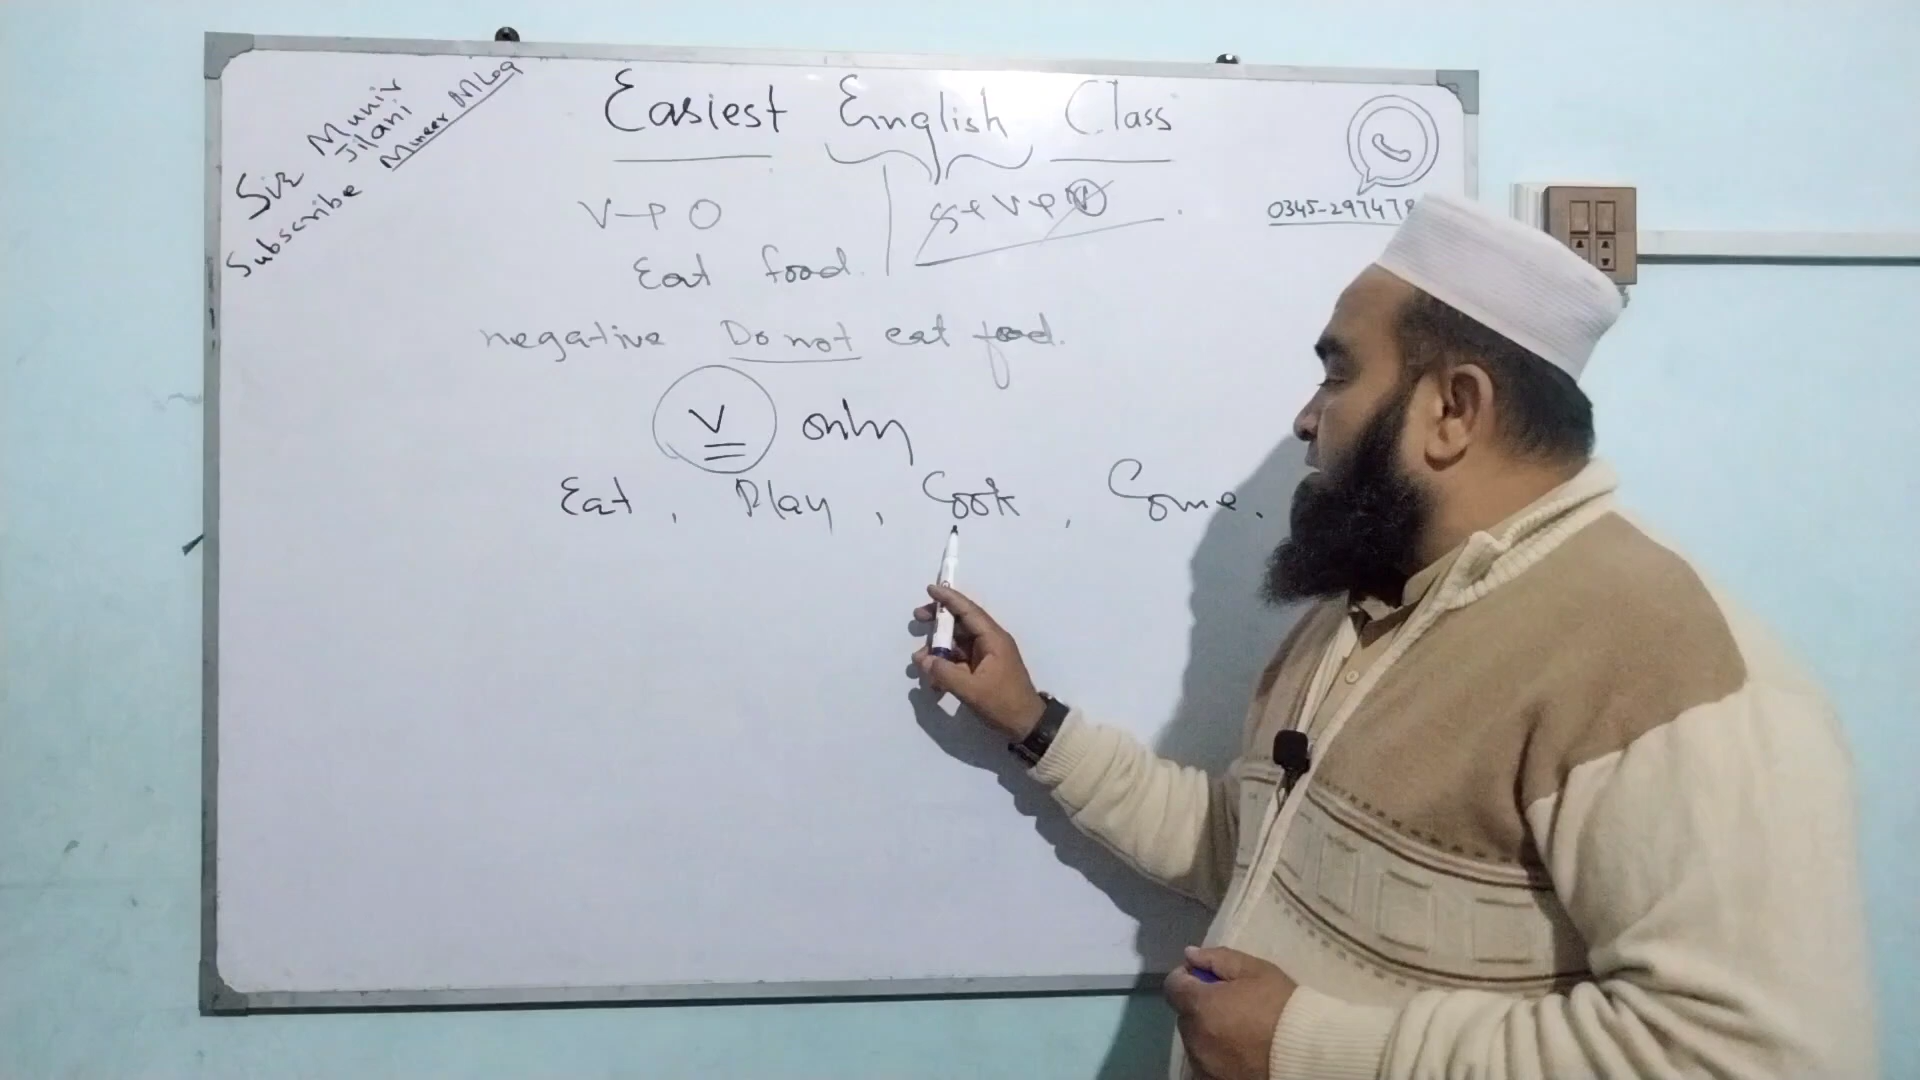 Easiest English Class
Sir Munir
Jilani
Subscribe Muneer Vlog
0345-297478
V + O
S + V + O
Eat food.
negative Do not eat food.
V only
Eat, Play, Cook, Come.